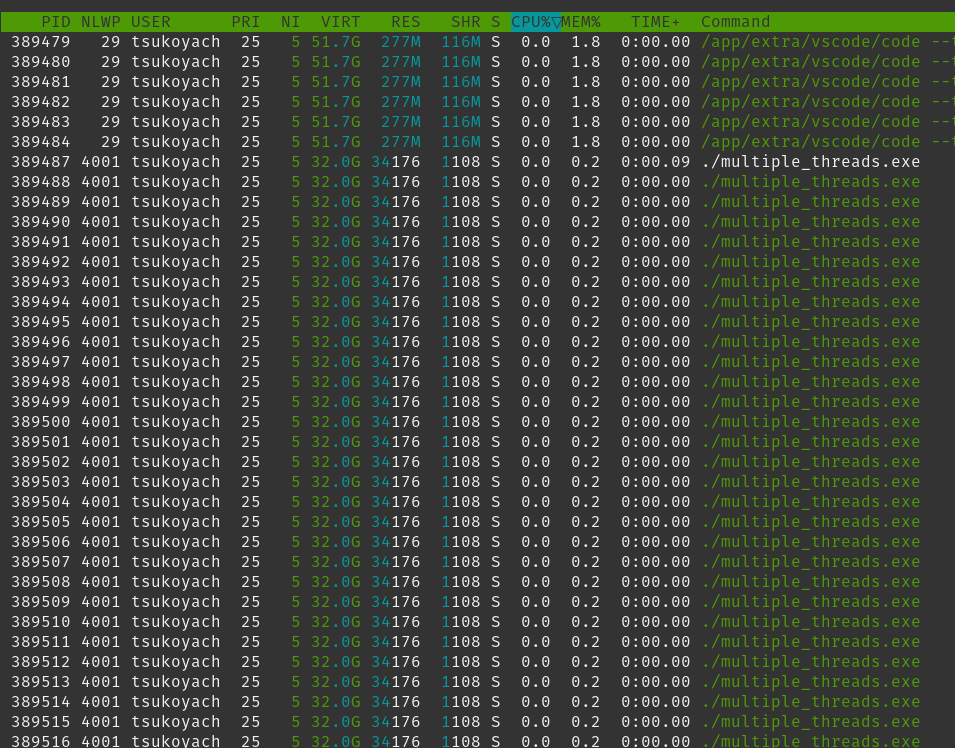 PID NLWP USER PRI NI VIRT RES SHR S CPU%▽MEM% TIME+ Command
389479 29 tsukoyach 25 5 51.7G 277M 116M S 0.0 1.8 0:00.00 /app/extra/vscode/code --t
389480 29 tsukoyach 25 5 51.7G 277M 116M S 0.0 1.8 0:00.00 /app/extra/vscode/code --t
389481 29 tsukoyach 25 5 51.7G 277M 116M S 0.0 1.8 0:00.00 /app/extra/vscode/code --t
389482 29 tsukoyach 25 5 51.7G 277M 116M S 0.0 1.8 0:00.00 /app/extra/vscode/code --t
389483 29 tsukoyach 25 5 51.7G 277M 116M S 0.0 1.8 0:00.00 /app/extra/vscode/code --t
389484 29 tsukoyach 25 5 51.7G 277M 116M S 0.0 1.8 0:00.00 /app/extra/vscode/code --t
389487 4001 tsukoyach 25 5 32.0G 34176 1108 S 0.0 0.2 0:00.09 ./multiple_threads.exe
389488 4001 tsukoyach 25 5 32.0G 34176 1108 S 0.0 0.2 0:00.00 ./multiple_threads.exe
389489 4001 tsukoyach 25 5 32.0G 34176 1108 S 0.0 0.2 0:00.00 ./multiple_threads.exe
389490 4001 tsukoyach 25 5 32.0G 34176 1108 S 0.0 0.2 0:00.00 ./multiple_threads.exe
389491 4001 tsukoyach 25 5 32.0G 34176 1108 S 0.0 0.2 0:00.00 ./multiple_threads.exe
389492 4001 tsukoyach 25 5 32.0G 34176 1108 S 0.0 0.2 0:00.00 ./multiple_threads.exe
389493 4001 tsukoyach 25 5 32.0G 34176 1108 S 0.0 0.2 0:00.00 ./multiple_threads.exe
389494 4001 tsukoyach 25 5 32.0G 34176 1108 S 0.0 0.2 0:00.00 ./multiple_threads.exe
389495 4001 tsukoyach 25 5 32.0G 34176 1108 S 0.0 0.2 0:00.00 ./multiple_threads.exe
389496 4001 tsukoyach 25 5 32.0G 34176 1108 S 0.0 0.2 0:00.00 ./multiple_threads.exe
389497 4001 tsukoyach 25 5 32.0G 34176 1108 S 0.0 0.2 0:00.00 ./multiple_threads.exe
389498 4001 tsukoyach 25 5 32.0G 34176 1108 S 0.0 0.2 0:00.00 ./multiple_threads.exe
389499 4001 tsukoyach 25 5 32.0G 34176 1108 S 0.0 0.2 0:00.00 ./multiple_threads.exe
389500 4001 tsukoyach 25 5 32.0G 34176 1108 S 0.0 0.2 0:00.00 ./multiple_threads.exe
389501 4001 tsukoyach 25 5 32.0G 34176 1108 S 0.0 0.2 0:00.00 ./multiple_threads.exe
389502 4001 tsukoyach 25 5 32.0G 34176 1108 S 0.0 0.2 0:00.00 ./multiple_threads.exe
389503 4001 tsukoyach 25 5 32.0G 34176 1108 S 0.0 0.2 0:00.00 ./multiple_threads.exe
389504 4001 tsukoyach 25 5 32.0G 34176 1108 S 0.0 0.2 0:00.00 ./multiple_threads.exe
389505 4001 tsukoyach 25 5 32.0G 34176 1108 S 0.0 0.2 0:00.00 ./multiple_threads.exe
389506 4001 tsukoyach 25 5 32.0G 34176 1108 S 0.0 0.2 0:00.00 ./multiple_threads.exe
389507 4001 tsukoyach 25 5 32.0G 34176 1108 S 0.0 0.2 0:00.00 ./multiple_threads.exe
389508 4001 tsukoyach 25 5 32.0G 34176 1108 S 0.0 0.2 0:00.00 ./multiple_threads.exe
389509 4001 tsukoyach 25 5 32.0G 34176 1108 S 0.0 0.2 0:00.00 ./multiple_threads.exe
389510 4001 tsukoyach 25 5 32.0G 34176 1108 S 0.0 0.2 0:00.00 ./multiple_threads.exe
389511 4001 tsukoyach 25 5 32.0G 34176 1108 S 0.0 0.2 0:00.00 ./multiple_threads.exe
389512 4001 tsukoyach 25 5 32.0G 34176 1108 S 0.0 0.2 0:00.00 ./multiple_threads.exe
389513 4001 tsukoyach 25 5 32.0G 34176 1108 S 0.0 0.2 0:00.00 ./multiple_threads.exe
389514 4001 tsukoyach 25 5 32.0G 34176 1108 S 0.0 0.2 0:00.00 ./multiple_threads.exe
389515 4001 tsukoyach 25 5 32.0G 34176 1108 S 0.0 0.2 0:00.00 ./multiple_threads.exe
389516 4001 tsukoyach 25 5 32.0G 34176 1108 S 0.0 0.2 0:00.00 ./multiple_threads.exe